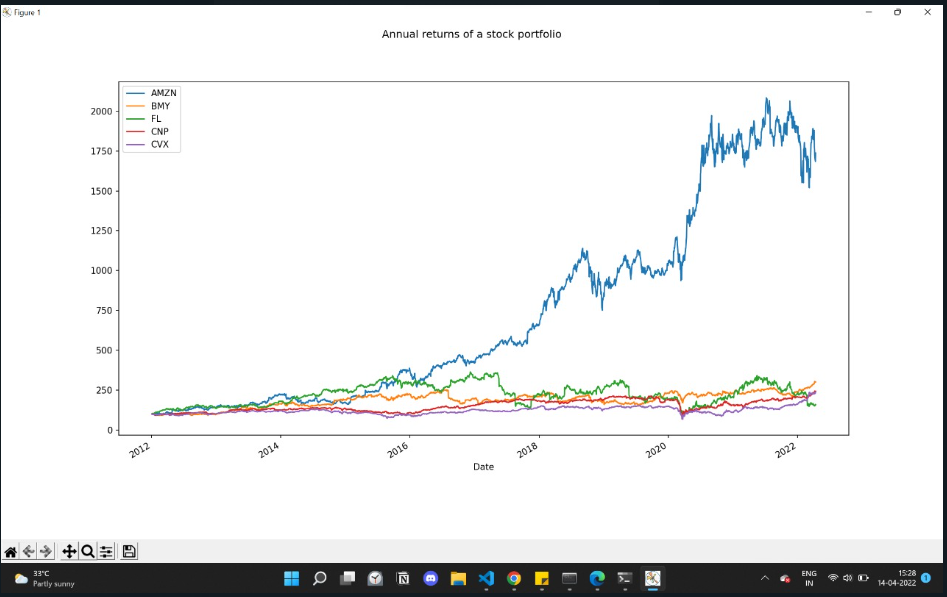 Figure 1
Annual returns of a stock portfolio
AMZN
BMY
FL
CNP
CVX
2000
1750
1500
1250
1000
750
500
250
0
2012
2014
2016
2018
2020
2022
Date
33°C
Partly sunny
ENG
IN
15:28
14-04-2022
1